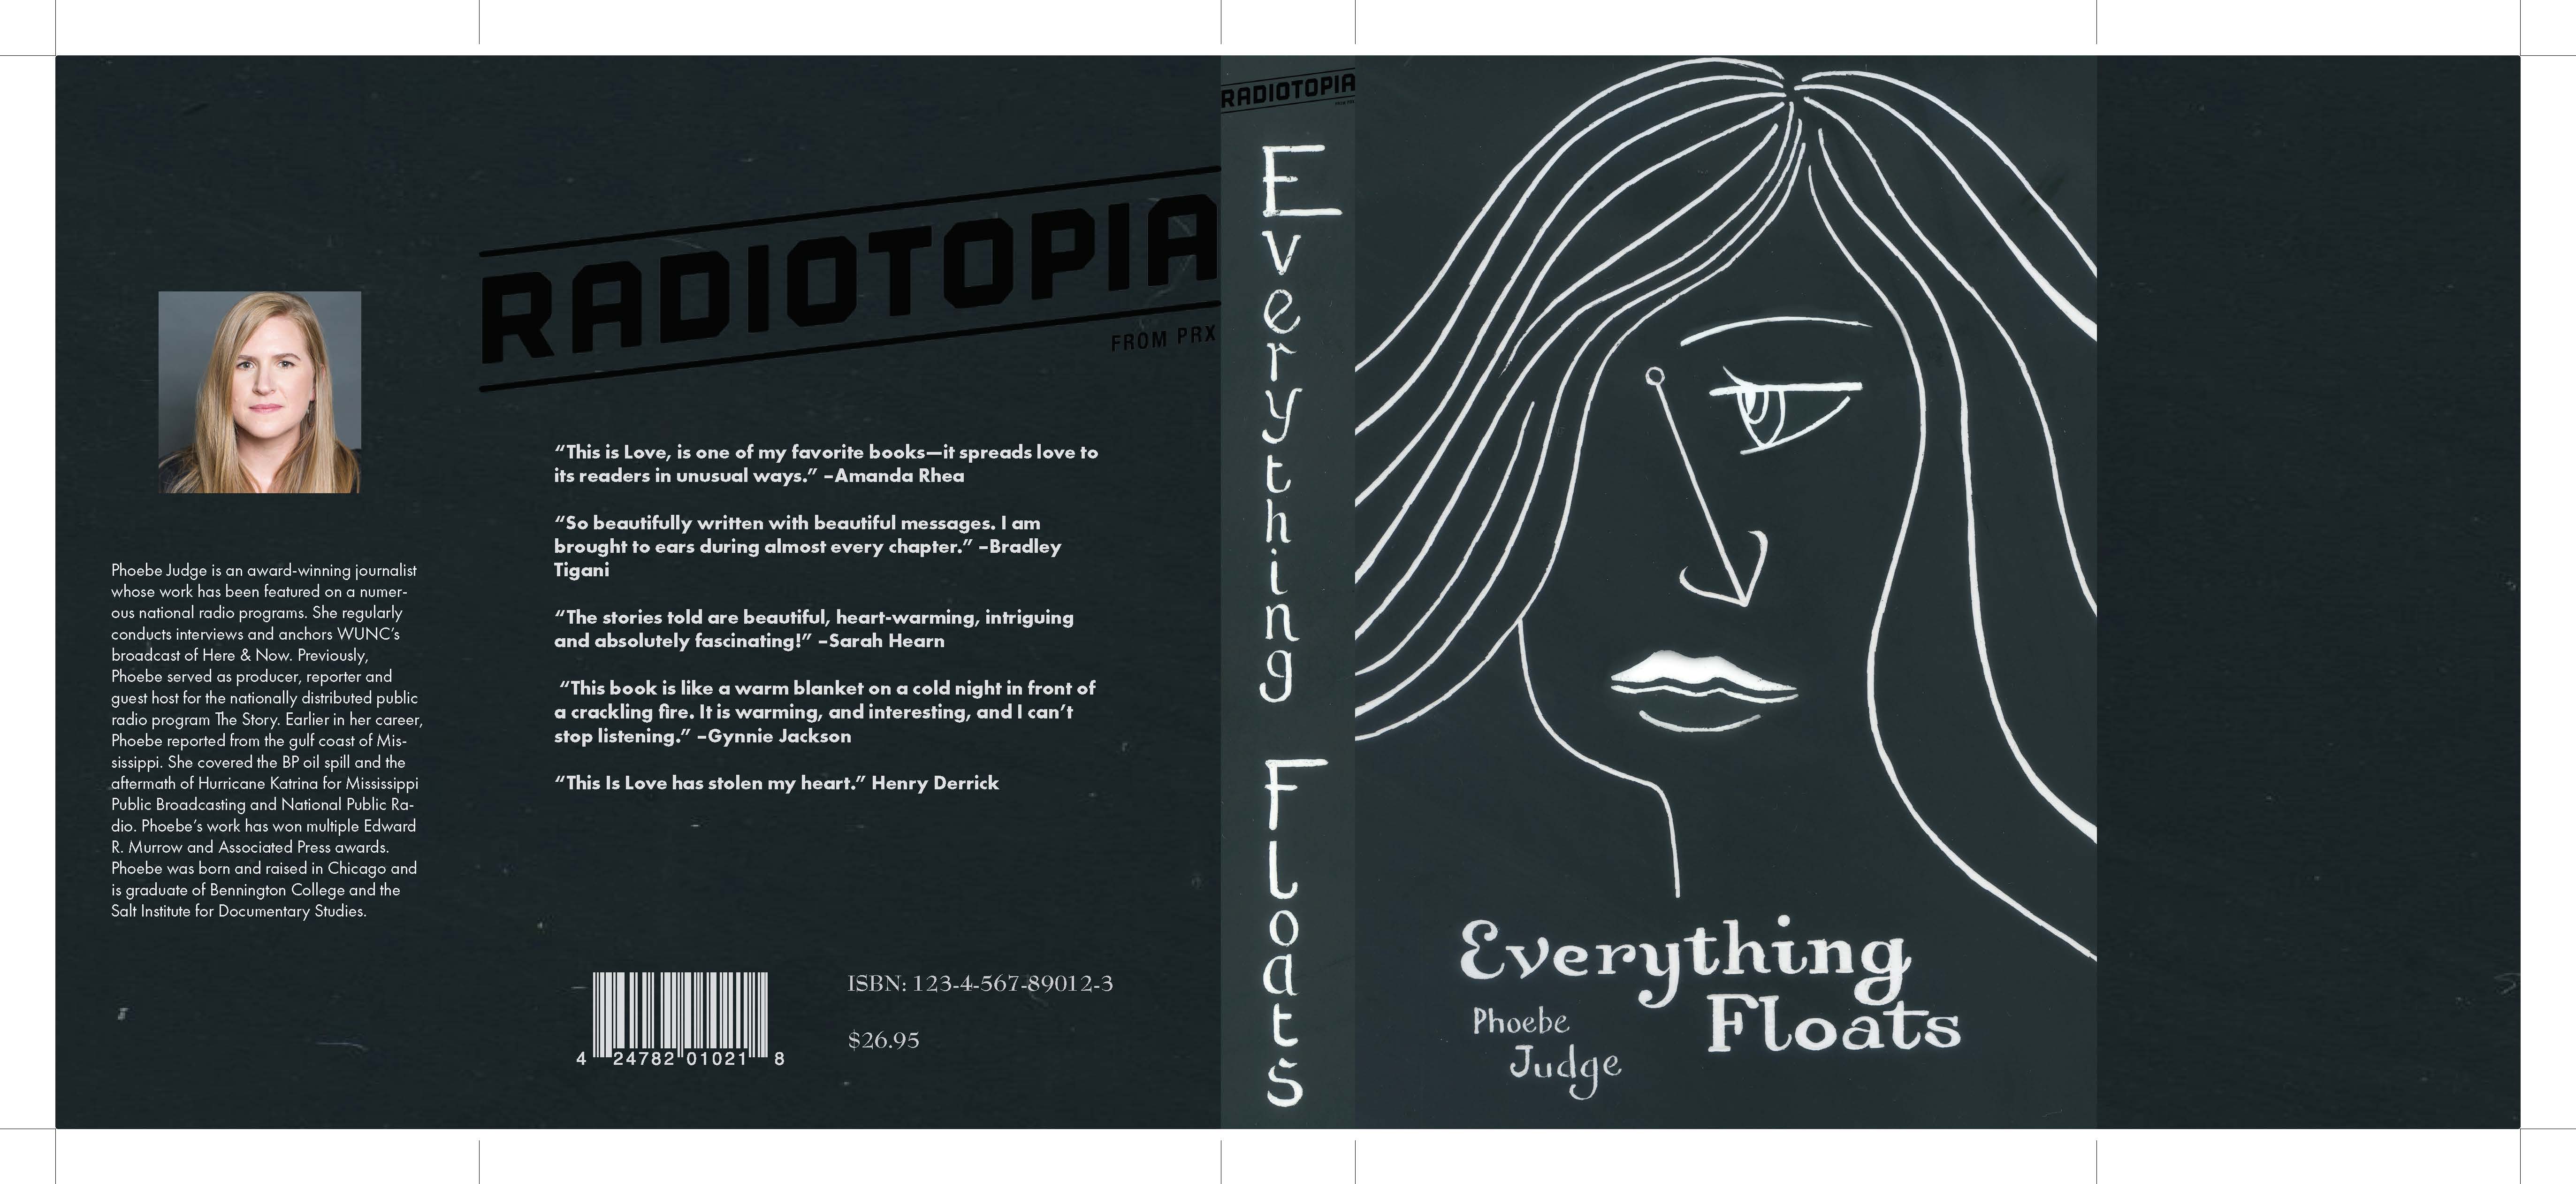 Phoebe Judge is an award-winning journalist
whose work has been featured on a numer-
ous national radio programs. She regularly
conducts interviews and anchors WUNC’s
broadcast of Here & Now. Previously,
Phoebe served as producer, reporter and
guest host for the nationally distributed public
radio program The Story. Earlier in her career,
Phoebe reported from the gulf coast of Mis-
sissippi. She covered the BP oil spill and the
aftermath of Hurricane Katrina for Mississippi
Public Broadcasting and National Public Ra-
dio. Phoebe’s work has won multiple Edward
R. Murrow and Associated Press awards.
Phoebe was born and raised in Chicago and
is graduate of Bennington College and the
Salt Institute for Documentary Studies.
RADIOTOPIA
FROM PRX
“This is Love, is one of my favorite books—it spreads love to
its readers in unusual ways.” –Amanda Rhea
“So beautifully written with beautiful messages. I am
brought to ears during almost every chapter.” –Bradley
Tigani
“The stories told are beautiful, heart-warming, intriguing
and absolutely fascinating!” –Sarah Hearn
“This book is like a warm blanket on a cold night in front of
a crackling fire. It is warming, and interesting, and I can’t
stop listening.” –Gynnie Jackson
“This Is Love has stolen my heart.” Henry Derrick
4 24782 01021 8
ISBN: 123-4-567-89012-3
$26.95
RADIOTOPIA
FROM PRX
Everything Floats
Everything
Floats
Phoebe
Judge